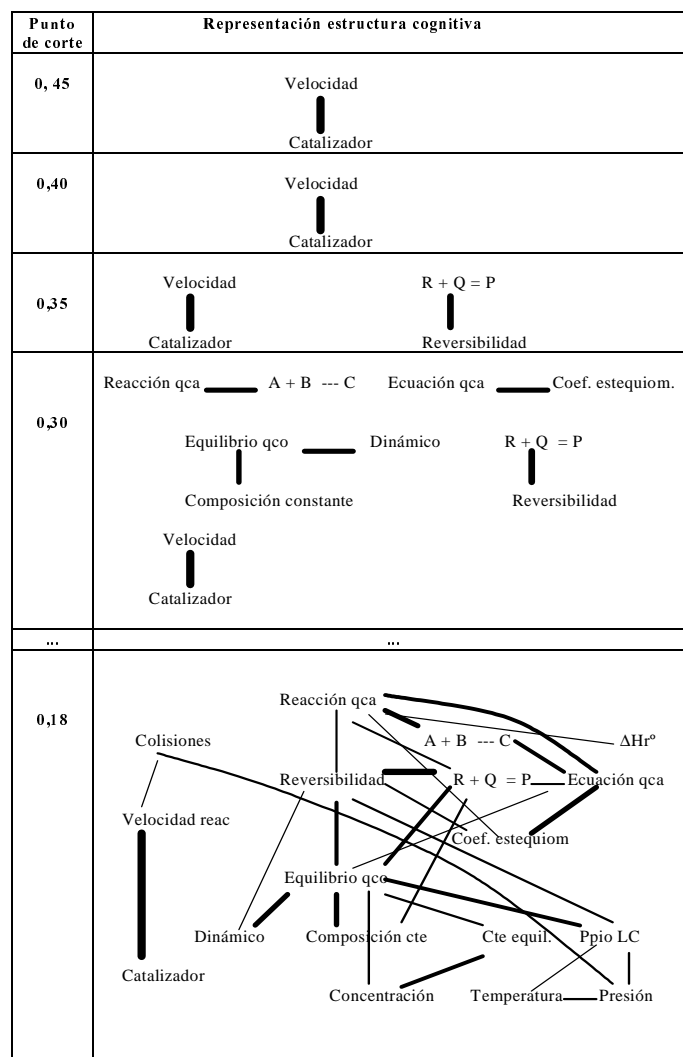 Punto de corte
Representación estructura cognitiva
0, 45
Velocidad
Catalizador
0,40
Velocidad
Catalizador
0,35
Velocidad R + Q = P
Catalizador Reversibilidad
0,30
Reacción qca A + B --- C Ecuación qca Coef. estequiom.
Equilibrio qco Dinámico R + Q = P
Composición constante Reversibilidad
Velocidad
Catalizador
... ...
0,18
Reacción qca
Colisiones A + B --- C ΔHrº
Reversibilidad R + Q = P Ecuación qca
Velocidad reac
Coef. estequiom
Equilibrio qco
Dinámico Composición cte Cte equil. Ppio LC
Catalizador
Concentración Temperatura Presión